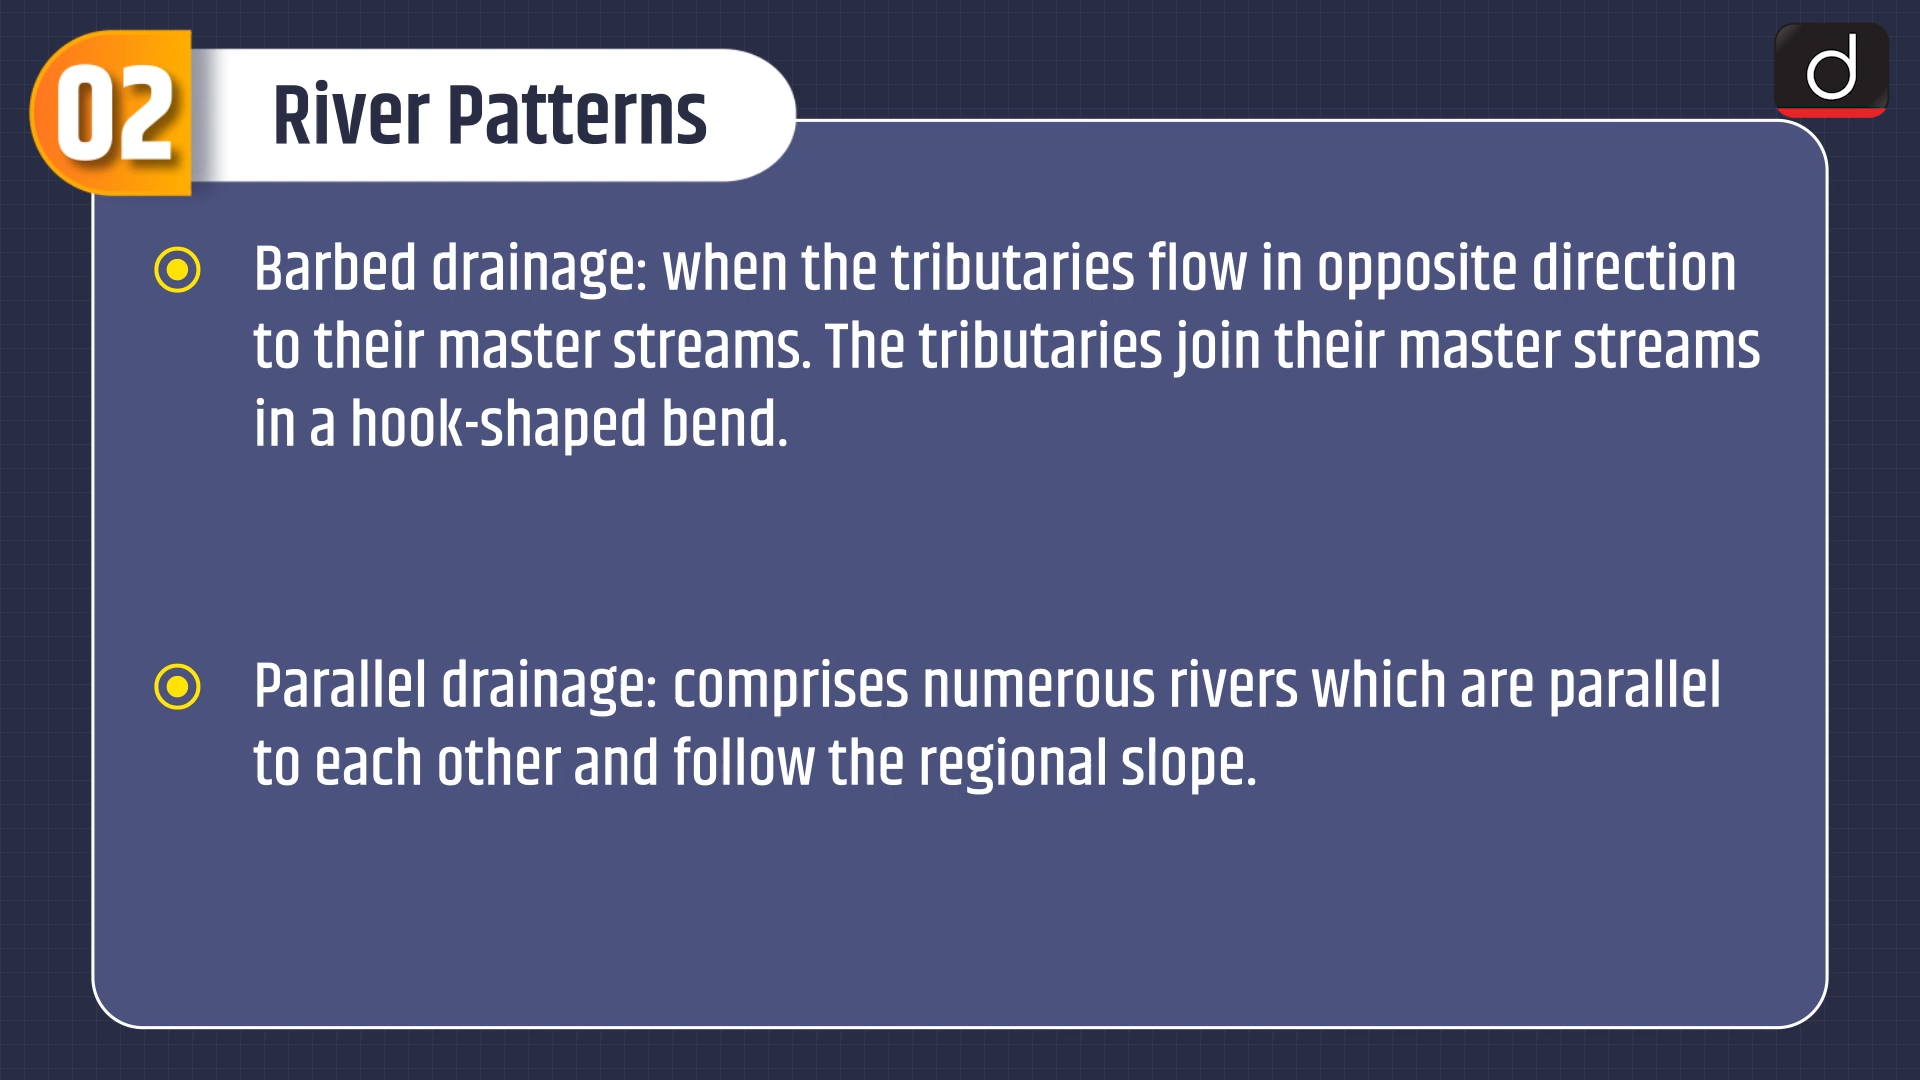 02
River Patterns
d
Barbed drainage: when the tributaries flow in opposite direction
to their master streams. The tributaries join their master streams
in a hook-shaped bend.
Parallel drainage: comprises numerous rivers which are parallel
to each other and follow the regional slope.